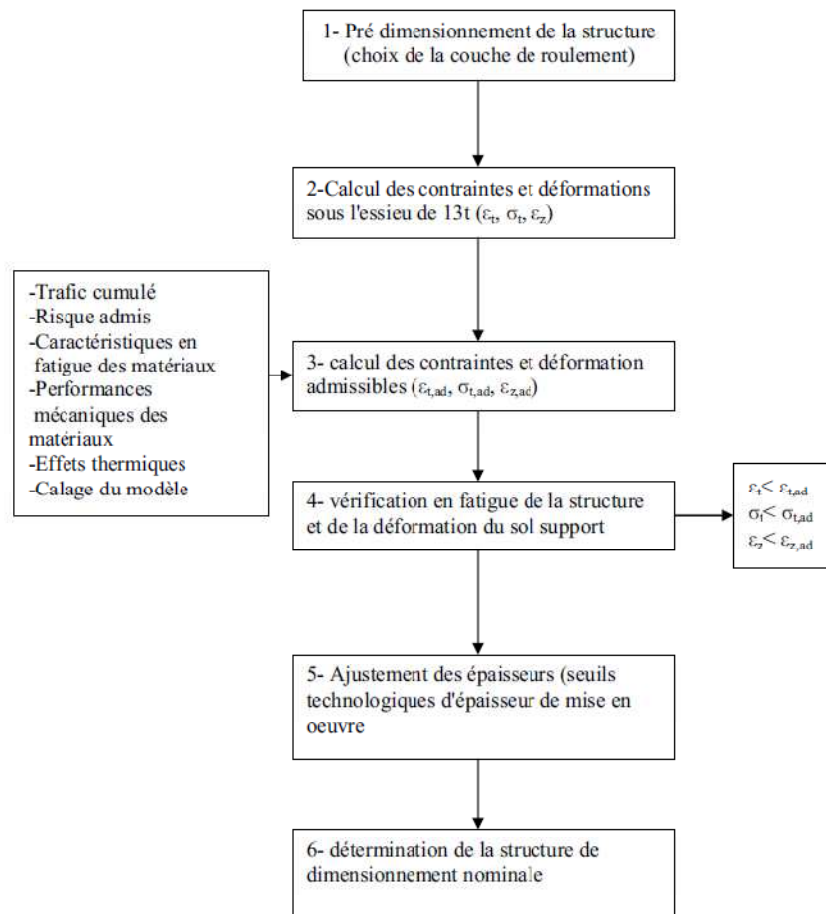 1- Pré dimensionnement de la structure
(choix de la couche de roulement)
2-Calcul des contraintes et déformations
sous l'essieu de 13t (εt, σt, εz)
-Trafic cumulé
-Risque admis
-Caractéristiques en
fatigue des matériaux
-Performances
mécaniques des
matériaux
-Effets thermiques
-Calage du modèle
3- calcul des contraintes et déformation
admissibles (εt,ad, σt,ad, εz,ad)
4- vérification en fatigue de la structure
et de la déformation du sol support
εt< εt,ad
σt< σt,ad
εz< εz,ad
5- Ajustement des épaisseurs (seuils
technologiques d'épaisseur de mise en
oeuvre
6- détermination de la structure de
dimensionnement nominale